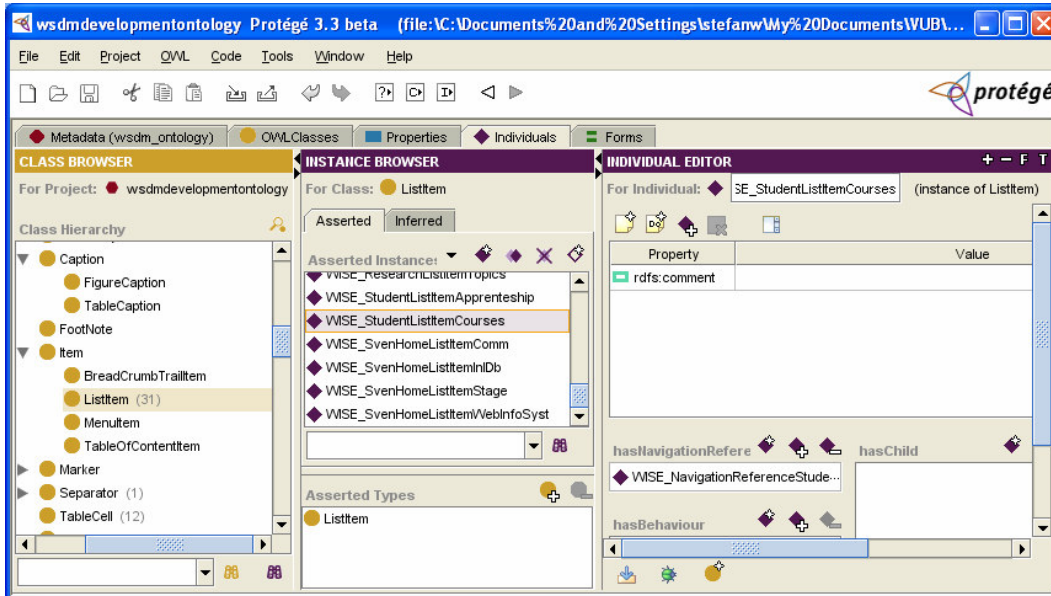 wsdmdevelopmentontology Protégé 3.3 beta (file:\C:\Documents%20and%20Settings\stefanw\My%20Documents\WUB\...
File Edit Project OWL Code Tools Window Help
protégé
Metadata (wsdm_ontology) OWLClasses Properties Individuals Forms
CLASS BROWSER
For Project: wsdmdevelopmentontology
Class Hierarchy
Caption
FigureCaption
TableCaption
FootNote
Item
BreadCrumbTrailItem
ListItem (31)
MenuItem
TableOfContentItem
Marker
Separator (1)
TableCell (12)
INSTANCE BROWSER
For Class: ListItem
Asserted Inferred
Asserted Instance:
WISE_ResearchListItemTopics
WISE_StudentListItemApprenteship
WISE_StudentListItemCourses
WISE_SvenHomeListItemComm
WISE_SvenHomeListItemInIDb
WISE_SvenHomeListItemStage
WISE_SvenHomeListItemWebInfoSyst
Asserted Types
ListItem
INDIVIDUAL EDITOR + − F T
For Individual: SE_StudentListItemCourses (instance of ListItem)
Property Value
rdfs:comment
hasNavigationRefere hasChild
WISE_NavigationReferenceStude...
hasBehaviour